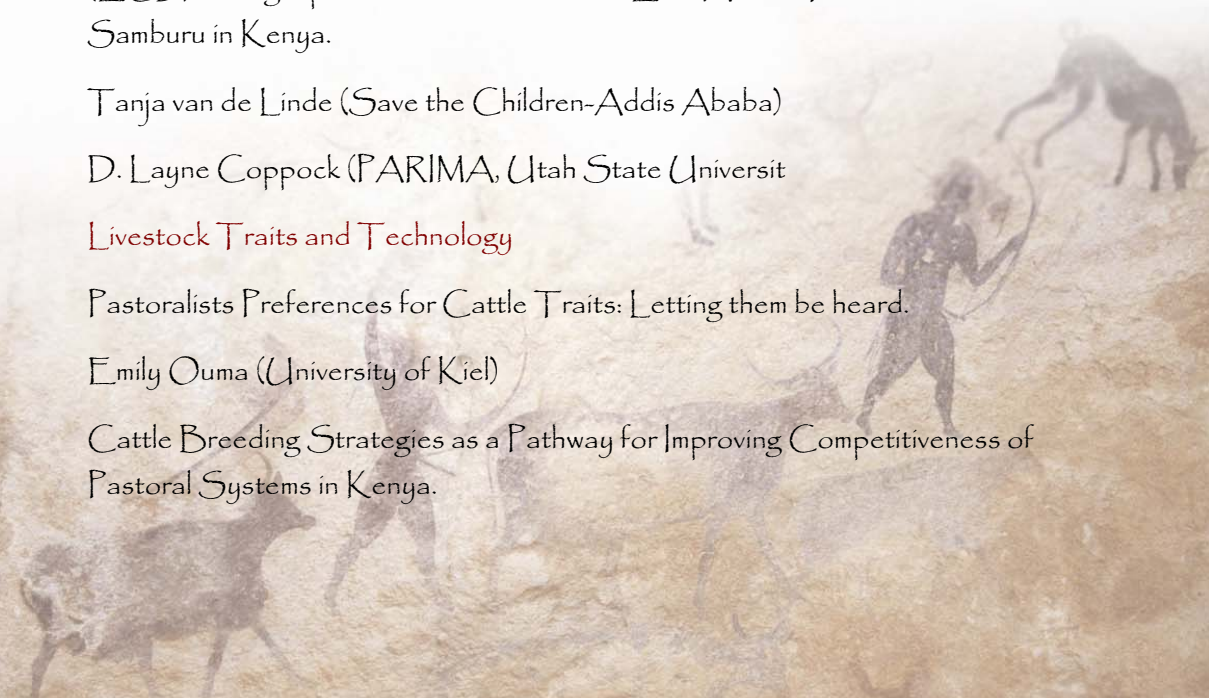 Samburu in Kenya.
Tanja van de Linde (Save the Children-Addis Ababa)
D. Layne Coppock (PARIMA, Utah State Universit
Livestock Traits and Technology
Pastoralists Preferences for Cattle Traits: Letting them be heard.
Emily Ouma (University of Kiel)
Cattle Breeding Strategies as a Pathway for Improving Competitiveness of
Pastoral Systems in Kenya.